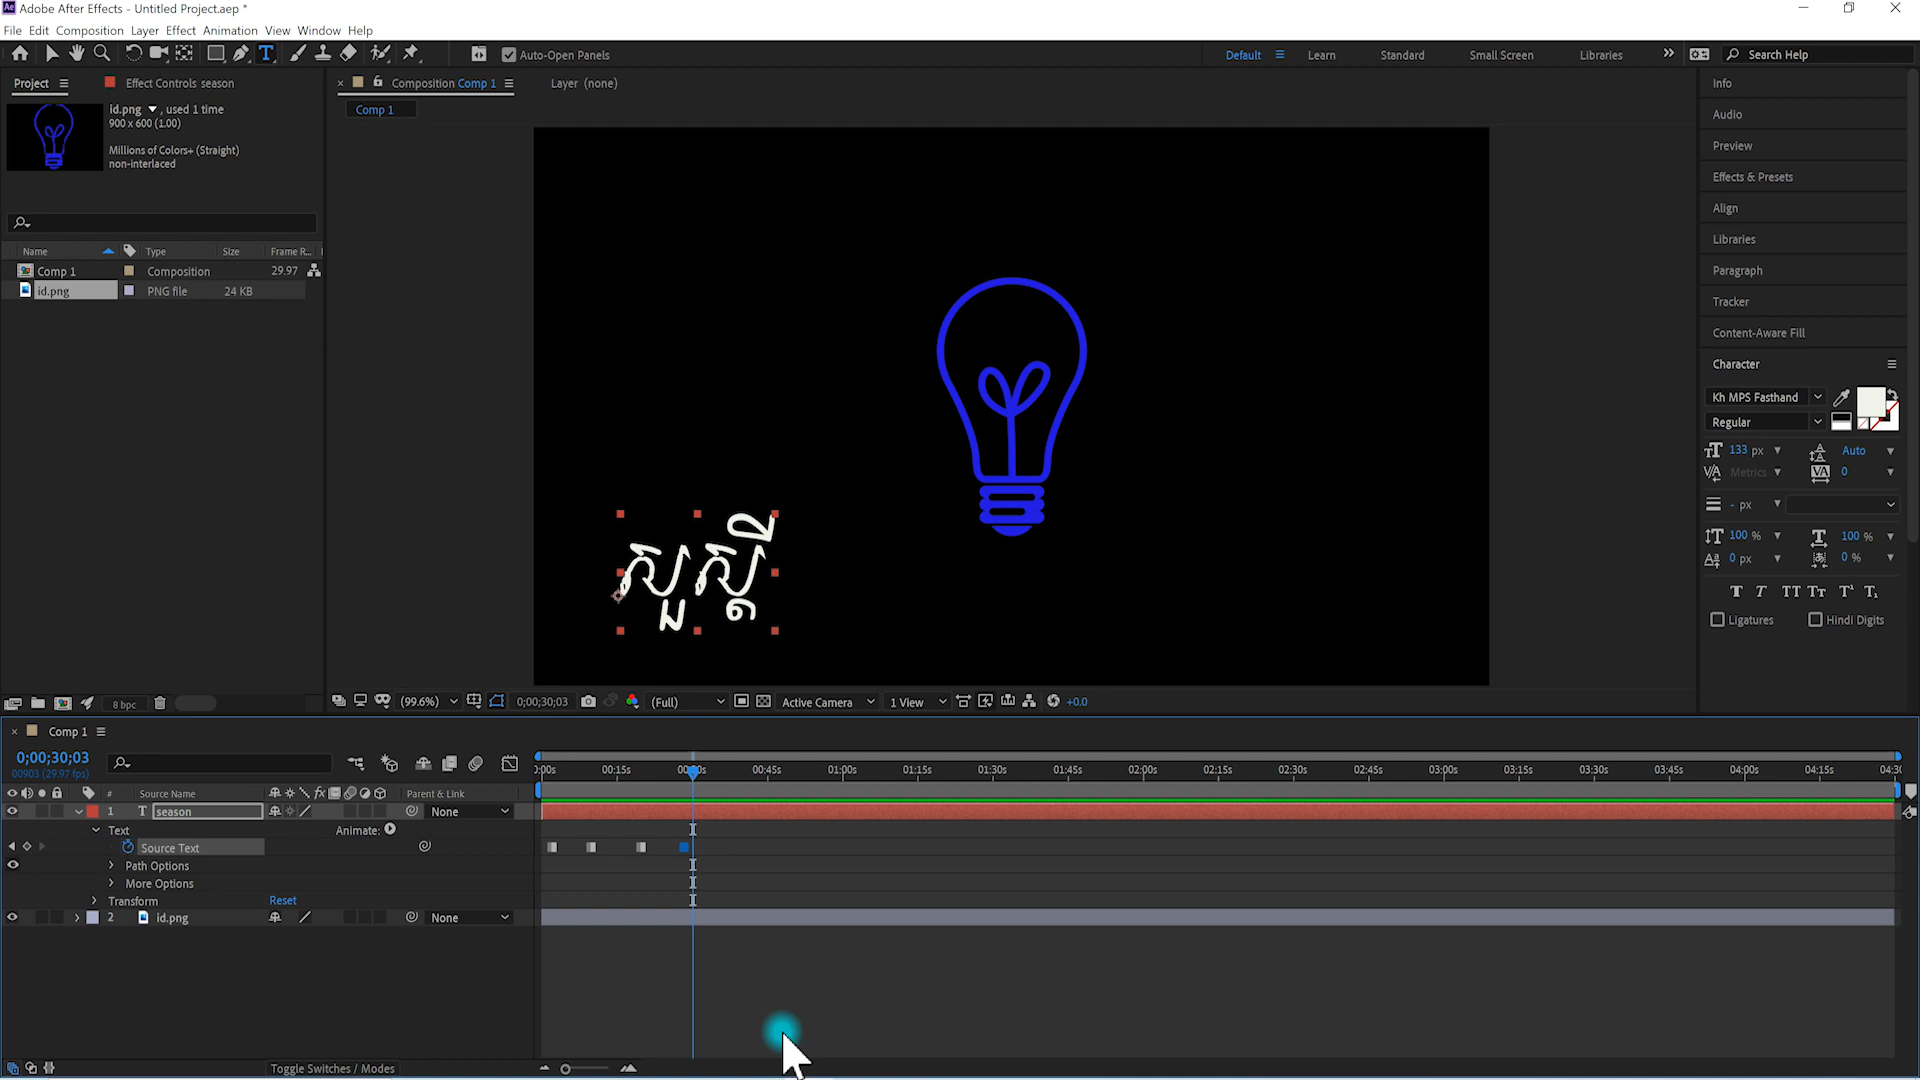 Adobe After Effects - Untitled Project.aep *
File Edit Composition Layer Effect Animation View Window Help
Auto-Open Panels
Default
Learn
Standard
Small Screen
Libraries
Search Help
Project
Effect Controls season
Composition Comp 1
Layer (none)
Comp 1
id.png , used 1 time
900 x 600 (1.00)
Millions of Colors+ (Straight)
non-interlaced
Name Type Size Frame R...
Comp 1 Composition 29.97
id.png PNG file 24 KB
8 bpc
Info
Audio
Preview
Effects & Presets
Align
Libraries
Paragraph
Tracker
Content-Aware Fill
Character
Kh MPS Fasthand
Regular
133 px Auto
Metrics 0
- px
100 % 100 %
0 px 0 %
T T TT Tt T¹ T₁
Ligatures Hindi Digits
សួស្ដី
(99.6%) 0;00;30;03 (Full) Active Camera 1 View +0.0
Comp 1
0;00;30;03
00903 (29.97 fps)
00:15s 00:45s 01:00s 01:15s 01:30s 01:45s 02:00s 02:15s 02:30s 02:45s 03:00s 03:15s 03:30s 03:45s 04:00s 04:15s
# Source Name Parent & Link
1 T season None
Text Animate:
Source Text
Path Options
More Options
Transform Reset
2 id.png None
Toggle Switches / Modes